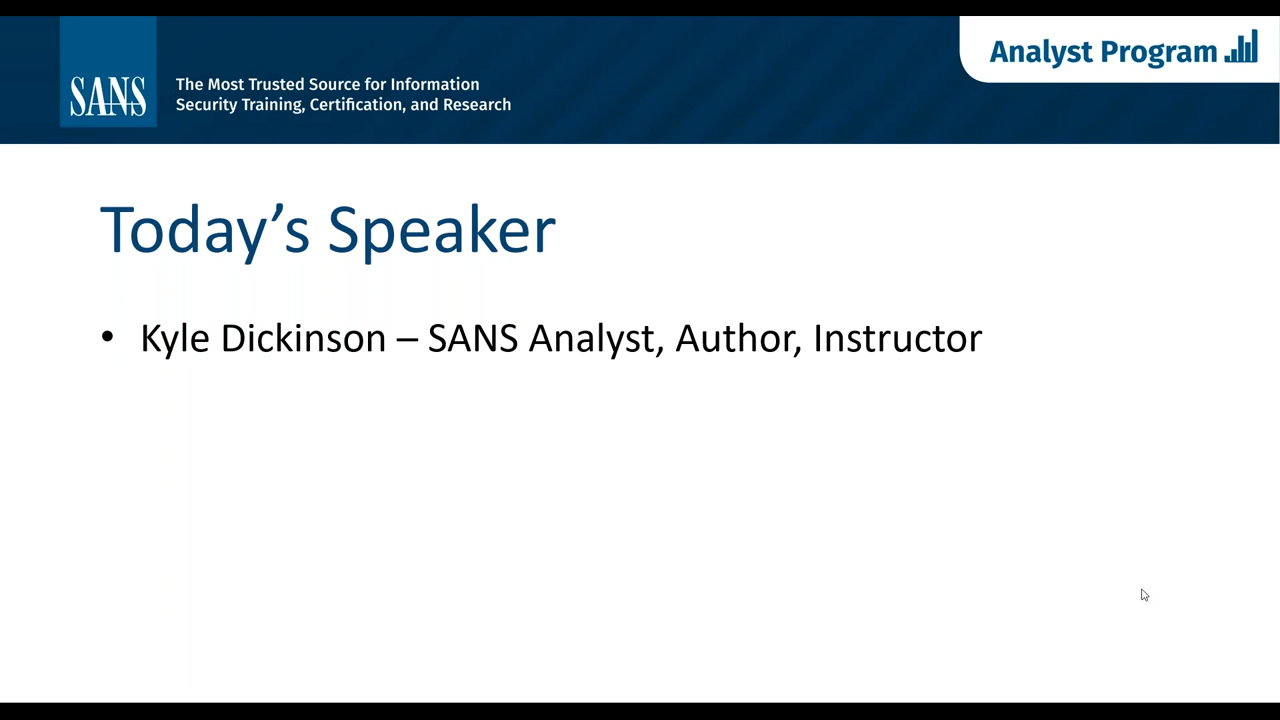 Analyst Program
SANS
The Most Trusted Source for Information
Security Training, Certification, and Research
Today’s Speaker
• Kyle Dickinson – SANS Analyst, Author, Instructor